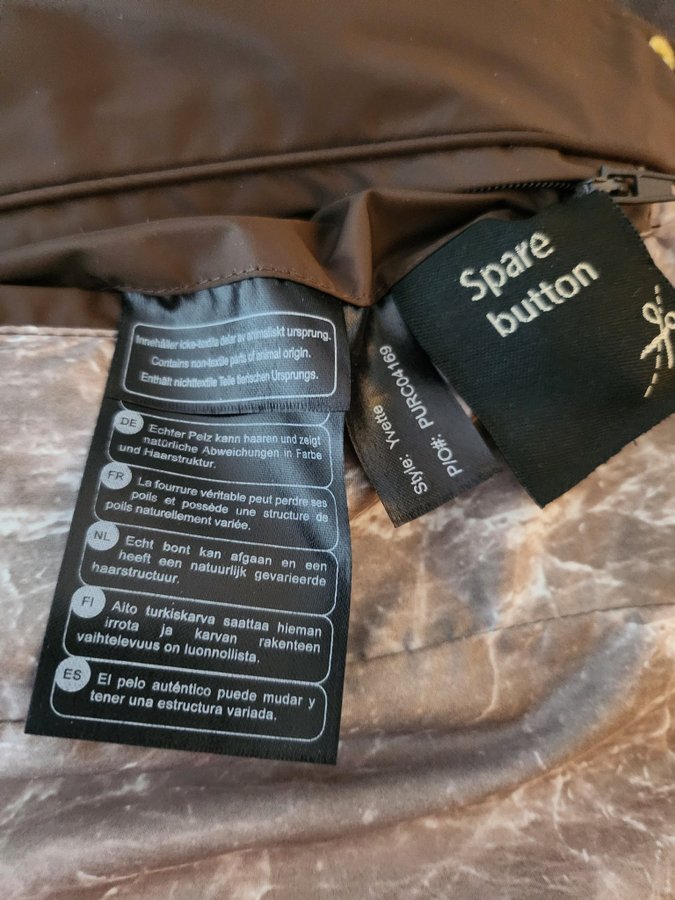 Innehåller icke-textila delar av animaliskt ursprung.
Contains non-textile parts of animal origin.
Enthält nichttextile Teile tierischen Ursprungs.
DE
Echter Pelz kann haaren und zeigt
natürliche Abweichungen in Farbe
und Haarstruktur.
FR
La fourrure véritable peut perdre ses
poils et possède une structure de
poils naturellement variée.
NL
Echt bont kan afgaan en een
heeft een natuurlijk gevarieerde
haarstructuur.
FI
Aito turkiskarva saattaa hieman
irrota ja karvan rakenteen
vaihtelevuus on luonnollista.
ES
El pelo auténtico puede mudar y
tener una estructura variada.
Style: Yvette
P/O#: PURC04169
Spare
button